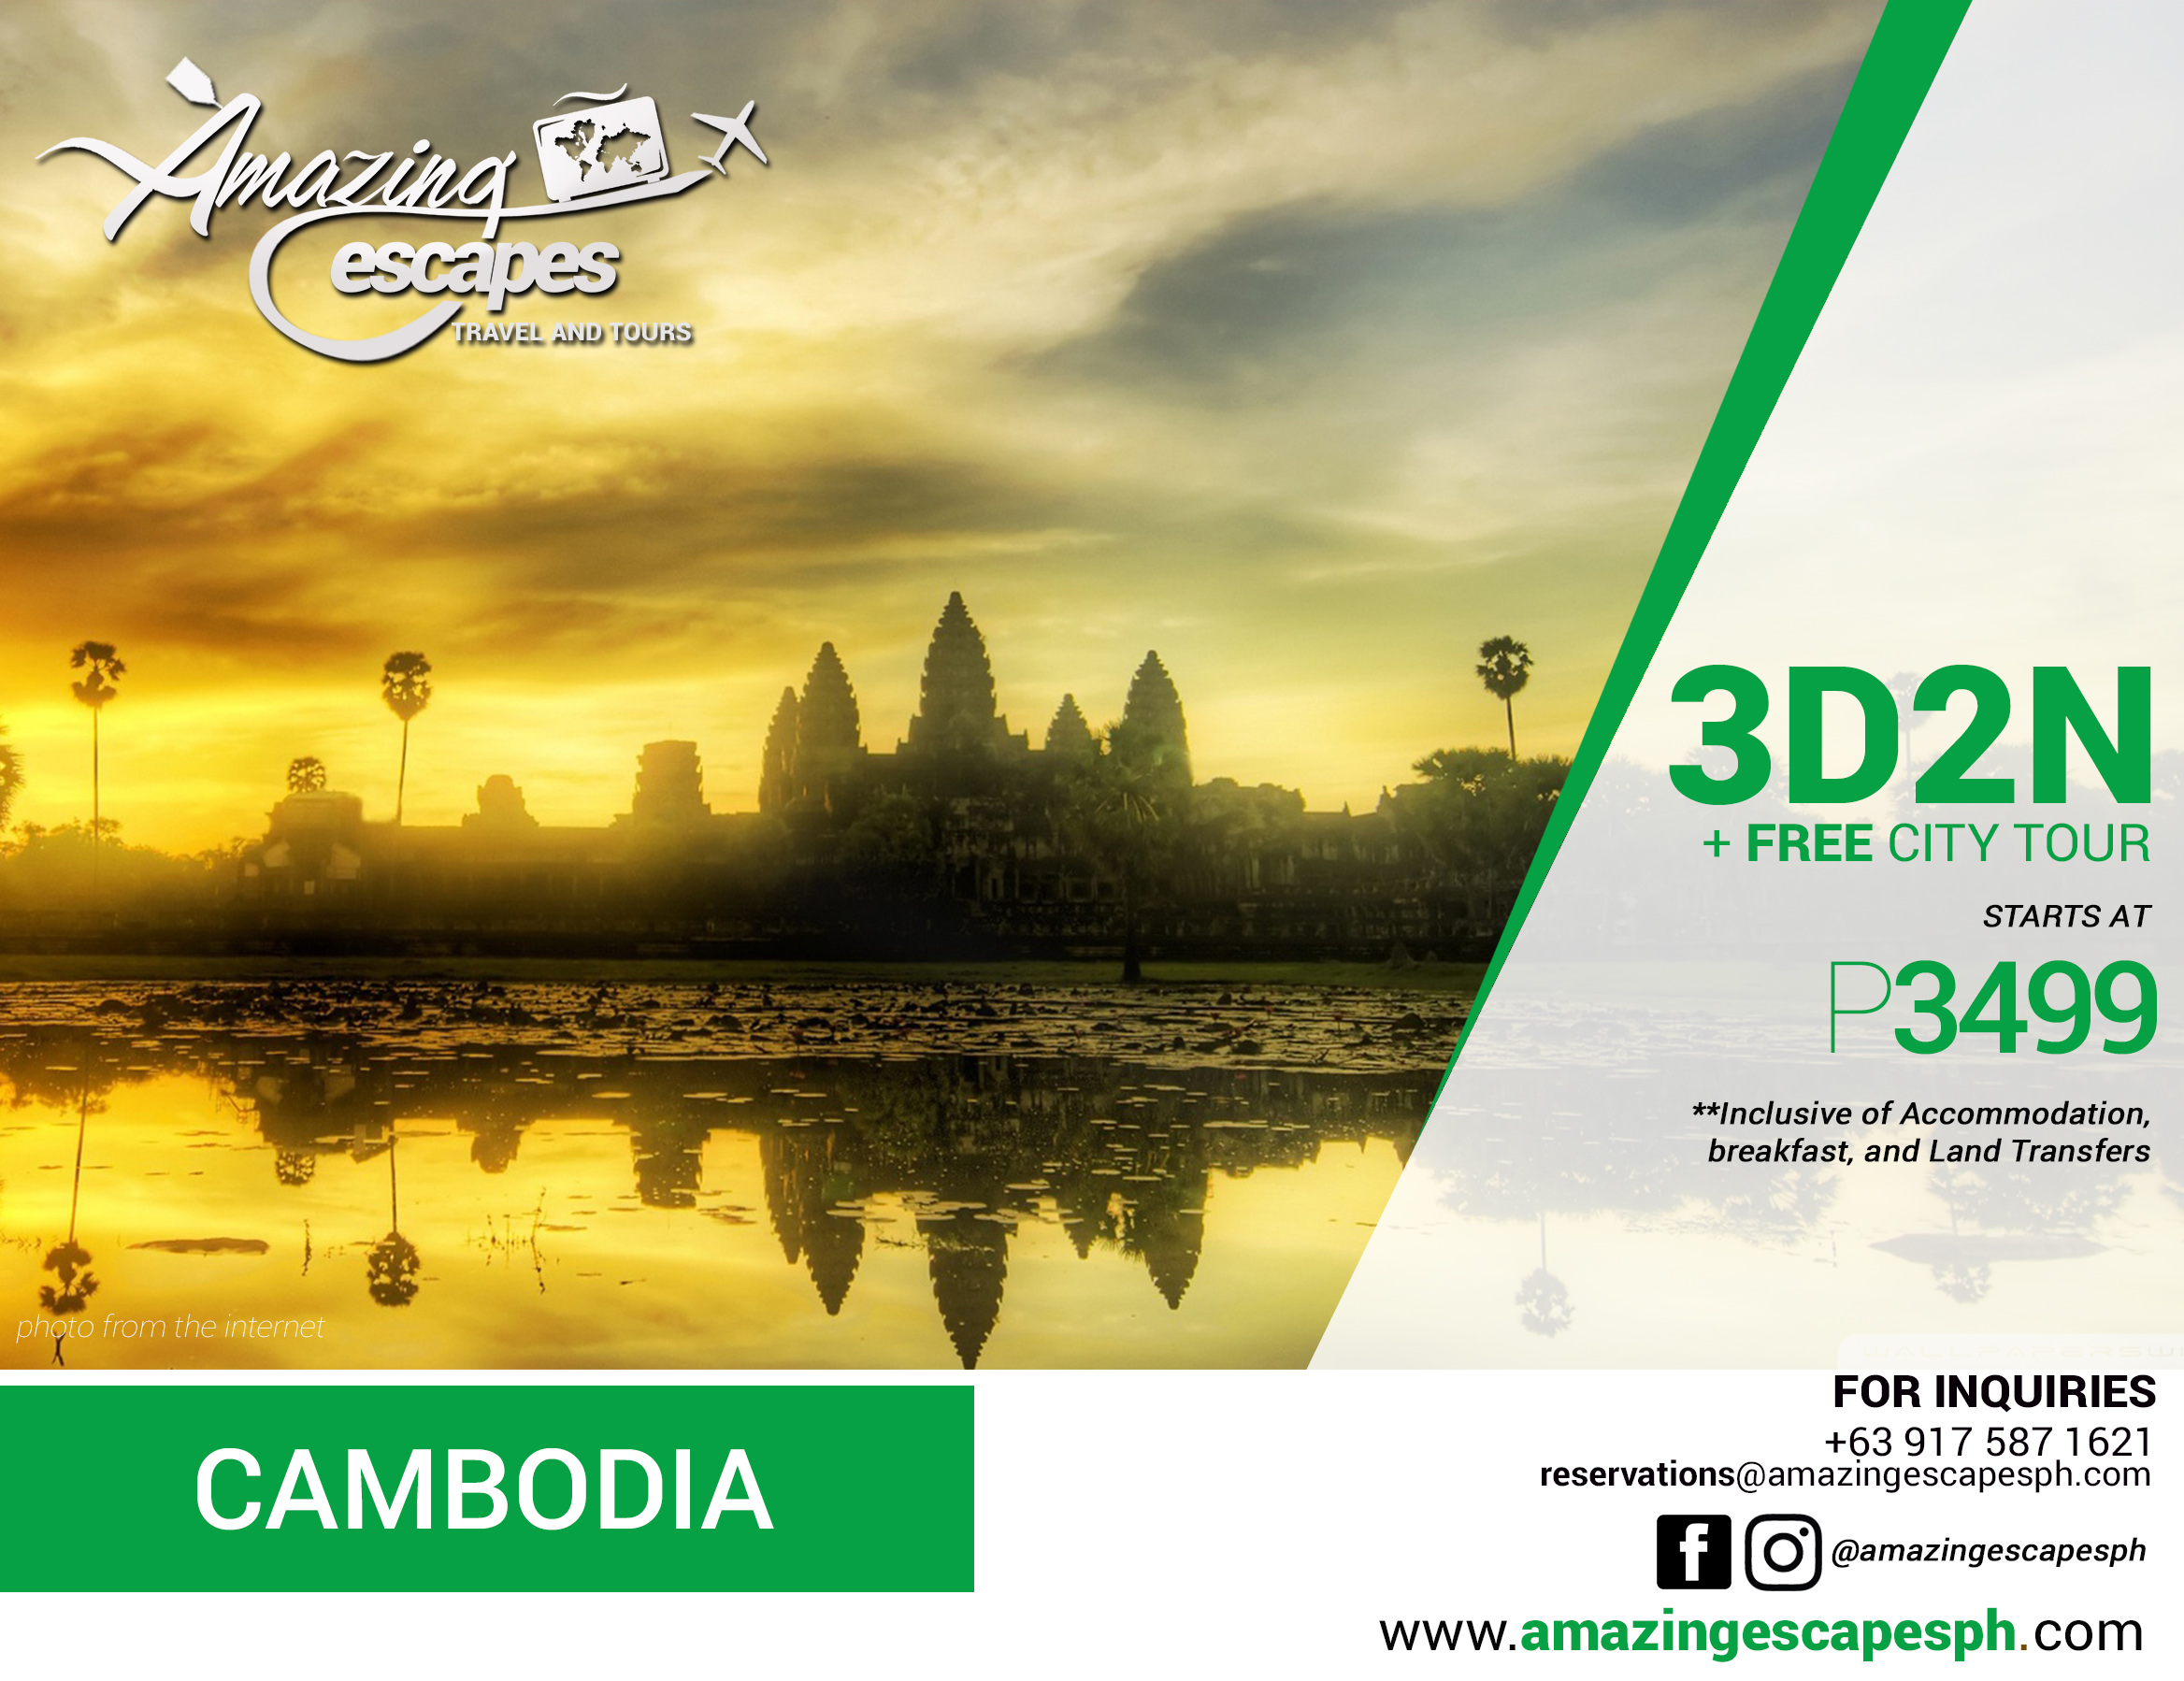 Amazing
escapes
TRAVEL AND TOURS
3D2N
+ FREE CITY TOUR
STARTS AT
P3499
**Inclusive of Accommodation,
breakfast, and Land Transfers
photo from the internet
CAMBODIA
FOR INQUIRIES
+63 917 587 1621
reservations@amazingescapesph.com
@amazingescapesph
www.amazingescapesph.com